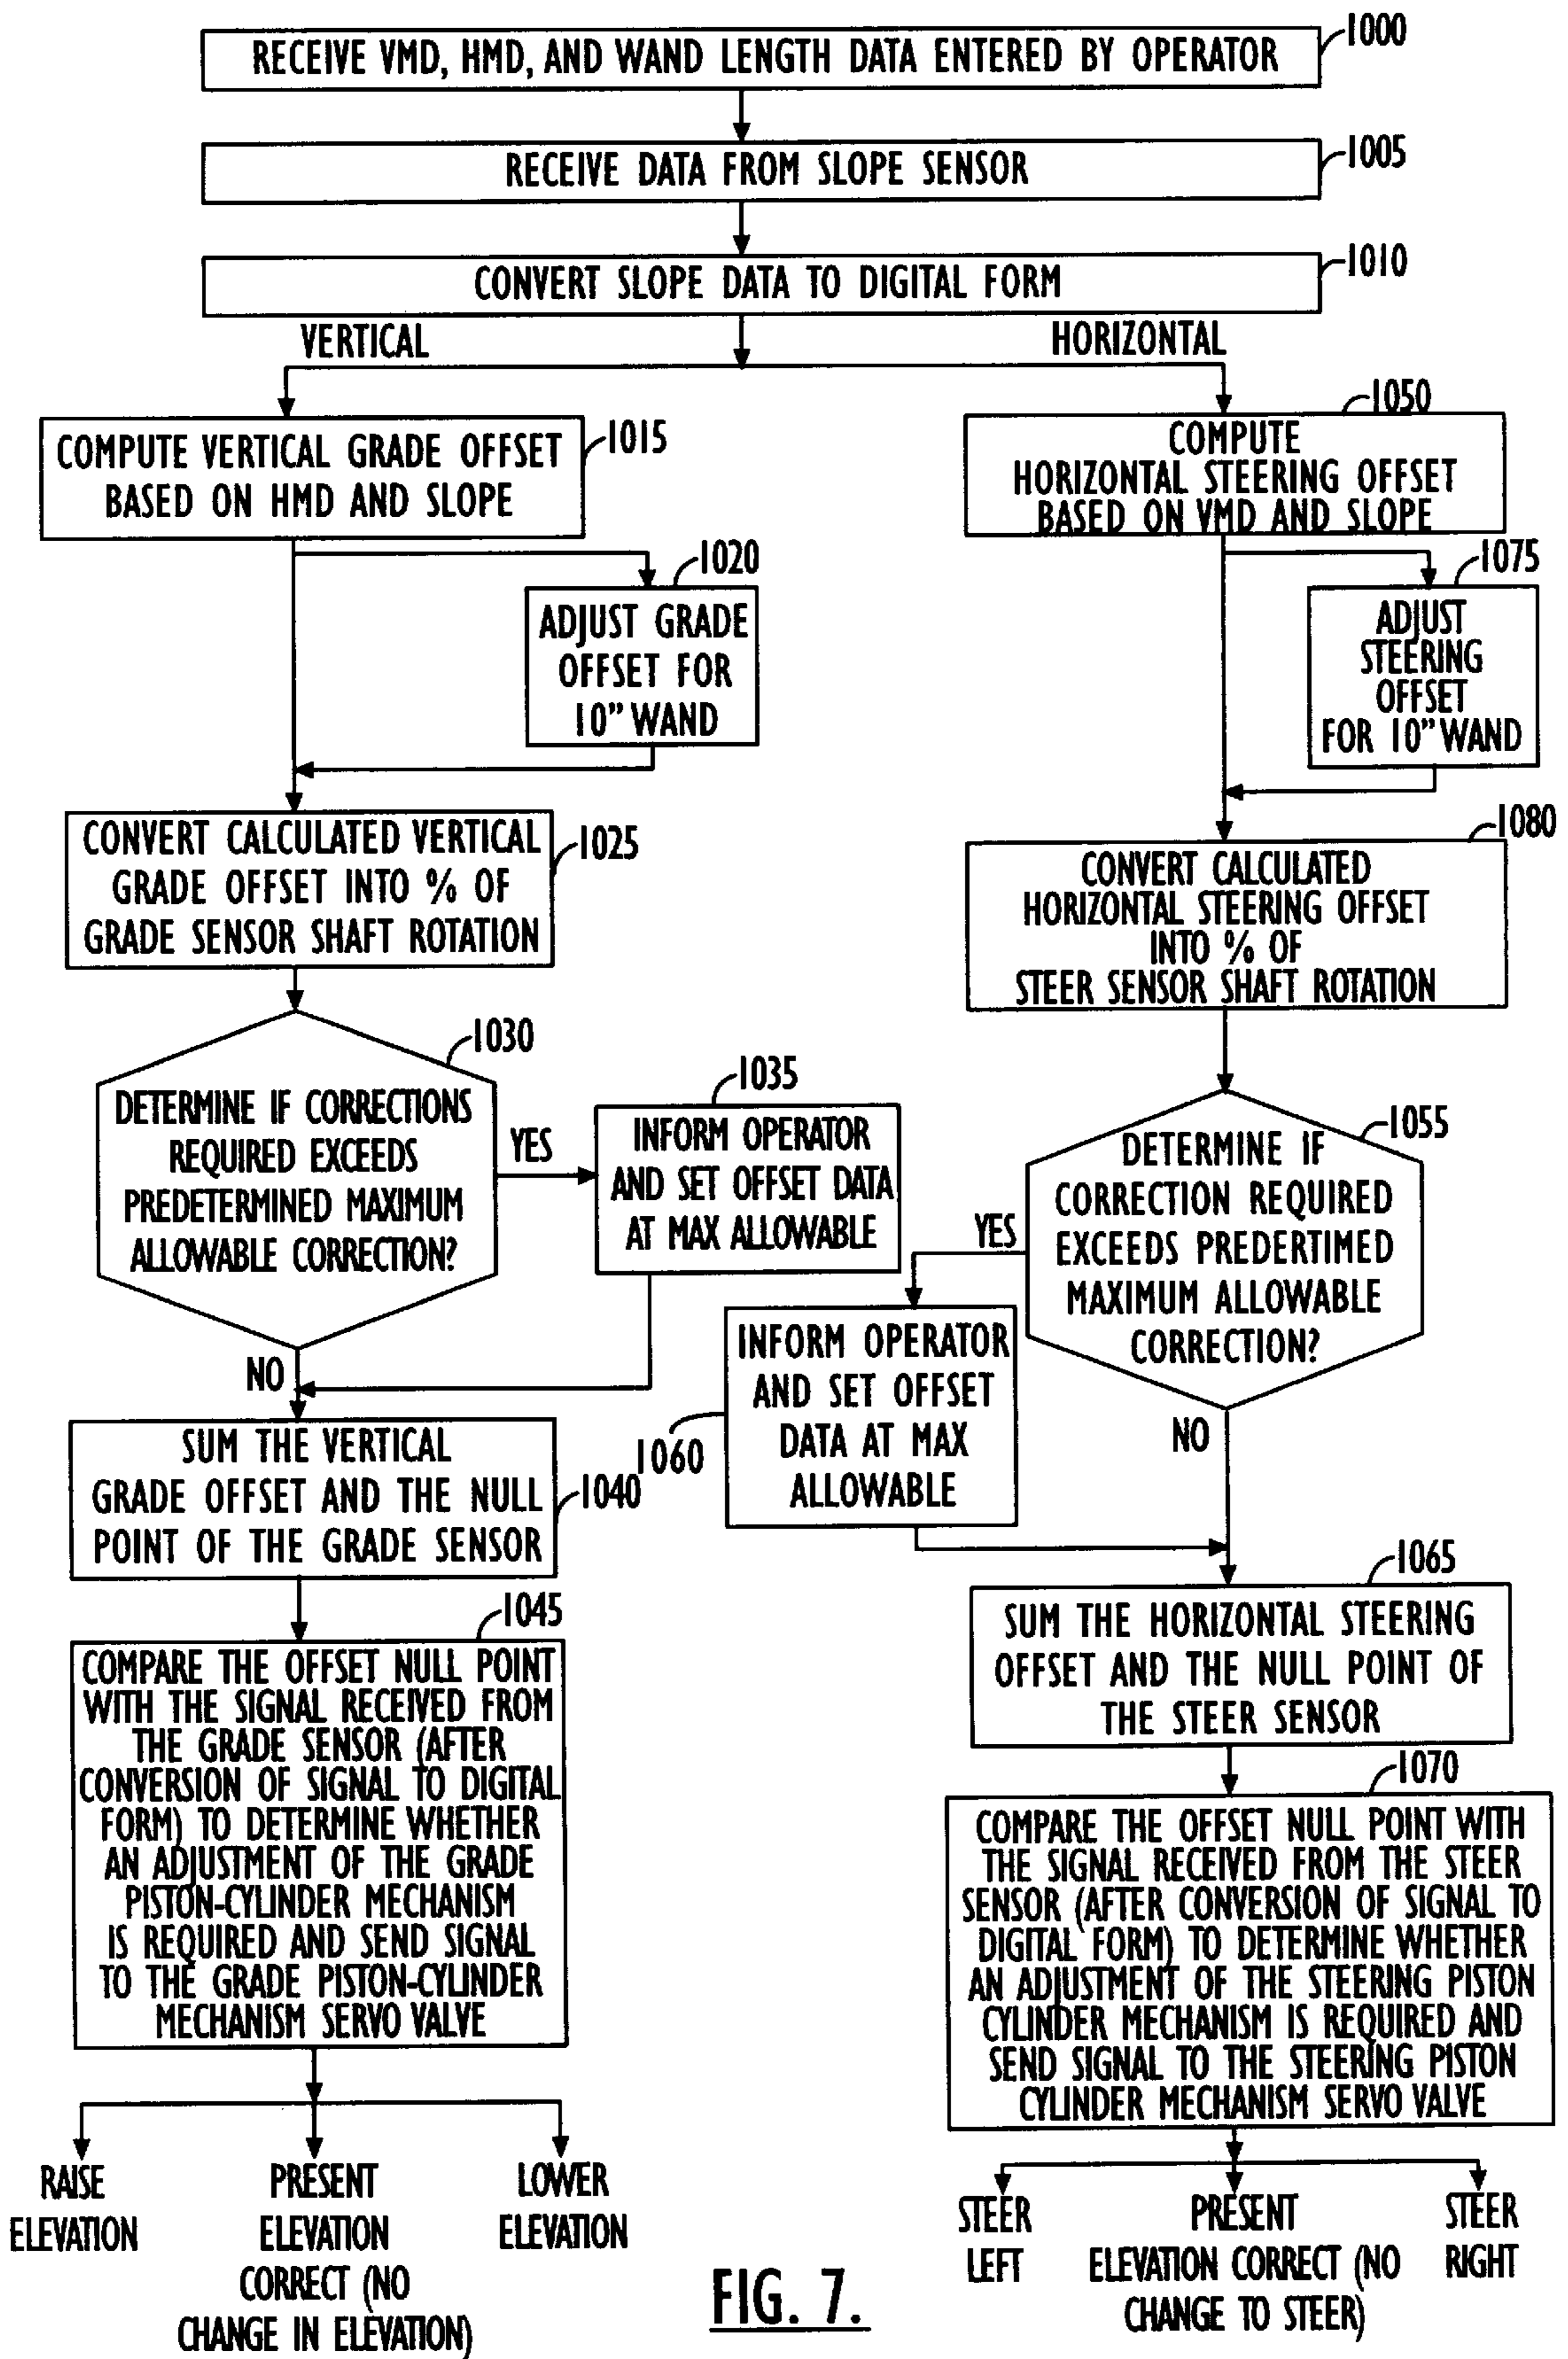 RECEIVE VMD, HMD, AND WAND LENGTH DATA ENTERED BY OPERATOR
1000
RECEIVE DATA FROM SLOPE SENSOR
1005
CONVERT SLOPE DATA TO DIGITAL FORM
1010
VERTICAL
HORIZONTAL
COMPUTE VERTICAL GRADE OFFSET
BASED ON HMD AND SLOPE
1015
1020
ADJUST GRADE
OFFSET FOR
10" WAND
CONVERT CALCULATED VERTICAL
GRADE OFFSET INTO % OF
GRADE SENSOR SHAFT ROTATION
1025
1030
DETERMINE IF CORRECTIONS
REQUIRED EXCEEDS
PREDETERMINED MAXIMUM
ALLOWABLE CORRECTION?
YES
1035
INFORM OPERATOR
AND SET OFFSET DATA
AT MAX ALLOWABLE
NO
SUM THE VERTICAL
GRADE OFFSET AND THE NULL
POINT OF THE GRADE SENSOR
1040
1045
COMPARE THE OFFSET NULL POINT
WITH THE SIGNAL RECEIVED FROM
THE GRADE SENSOR (AFTER
CONVERSION OF SIGNAL TO DIGITAL
FORM) TO DETERMINE WHETHER
AN ADJUSTMENT OF THE GRADE
PISTON-CYLINDER MECHANISM
IS REQUIRED AND SEND SIGNAL
TO THE GRADE PISTON-CYLINDER
MECHANISM SERVO VALVE
RAISE
ELEVATION
PRESENT
ELEVATION
CORRECT (NO
CHANGE IN ELEVATION)
LOWER
ELEVATION
1050
COMPUTE
HORIZONTAL STEERING OFFSET
BASED ON VMD AND SLOPE
1075
ADJUST
STEERING
OFFSET
FOR 10" WAND
1080
CONVERT CALCULATED
HORIZONTAL STEERING OFFSET
INTO % OF
STEER SENSOR SHAFT ROTATION
1055
DETERMINE IF
CORRECTION REQUIRED
EXCEEDS PREDERTIMED
MAXIMUM ALLOWABLE
CORRECTION?
YES
INFORM OPERATOR
AND SET OFFSET
DATA AT MAX
ALLOWABLE
1060
NO
1065
SUM THE HORIZONTAL STEERING
OFFSET AND THE NULL POINT OF
THE STEER SENSOR
1070
COMPARE THE OFFSET NULL POINT WITH
THE SIGNAL RECEIVED FROM THE STEER
SENSOR (AFTER CONVERSION OF SIGNAL TO
DIGITAL FORM) TO DETERMINE WHETHER
AN ADJUSTMENT OF THE STEERING PISTON
CYLINDER MECHANISM IS REQUIRED AND
SEND SIGNAL TO THE STEERING PISTON
CYLINDER MECHANISM SERVO VALVE
STEER
LEFT
PRESENT
ELEVATION CORRECT (NO
CHANGE TO STEER)
STEER
RIGHT
FIG. 7.